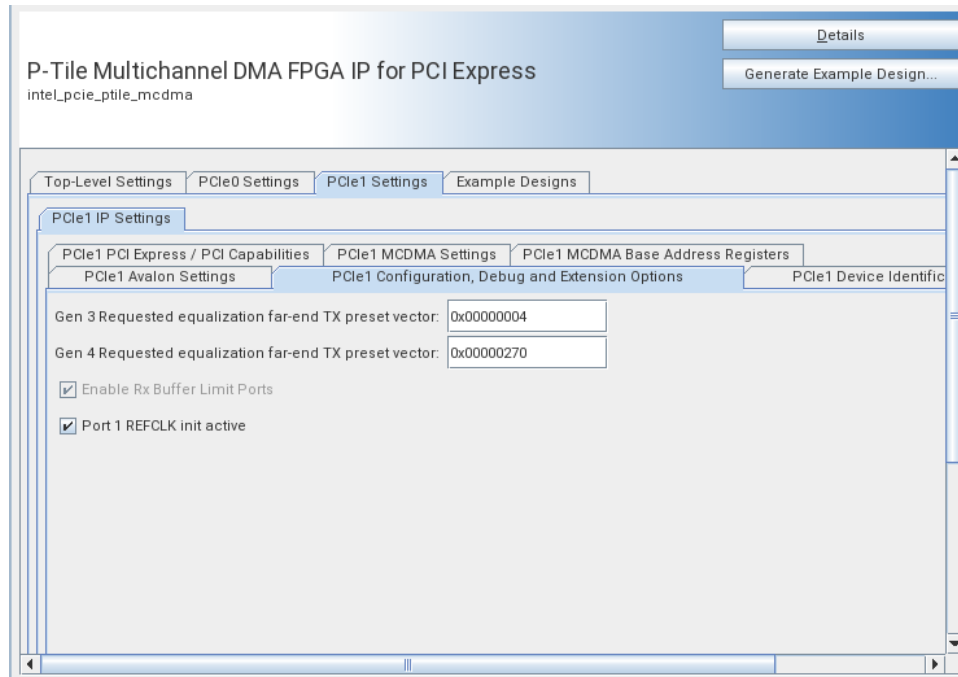 Details
P-Tile Multichannel DMA FPGA IP for PCI Express
intel_pcie_ptile_mcdma
Generate Example Design...
Top-Level Settings PCIe0 Settings PCIe1 Settings Example Designs
PCIe1 IP Settings
PCIe1 PCI Express / PCI Capabilities PCIe1 MCDMA Settings PCIe1 MCDMA Base Address Registers
PCIe1 Avalon Settings PCIe1 Configuration, Debug and Extension Options PCIe1 Device Identific
Gen 3 Requested equalization far-end TX preset vector: 0x00000004
Gen 4 Requested equalization far-end TX preset vector: 0x00000270
Enable Rx Buffer Limit Ports
Port 1 REFCLK init active